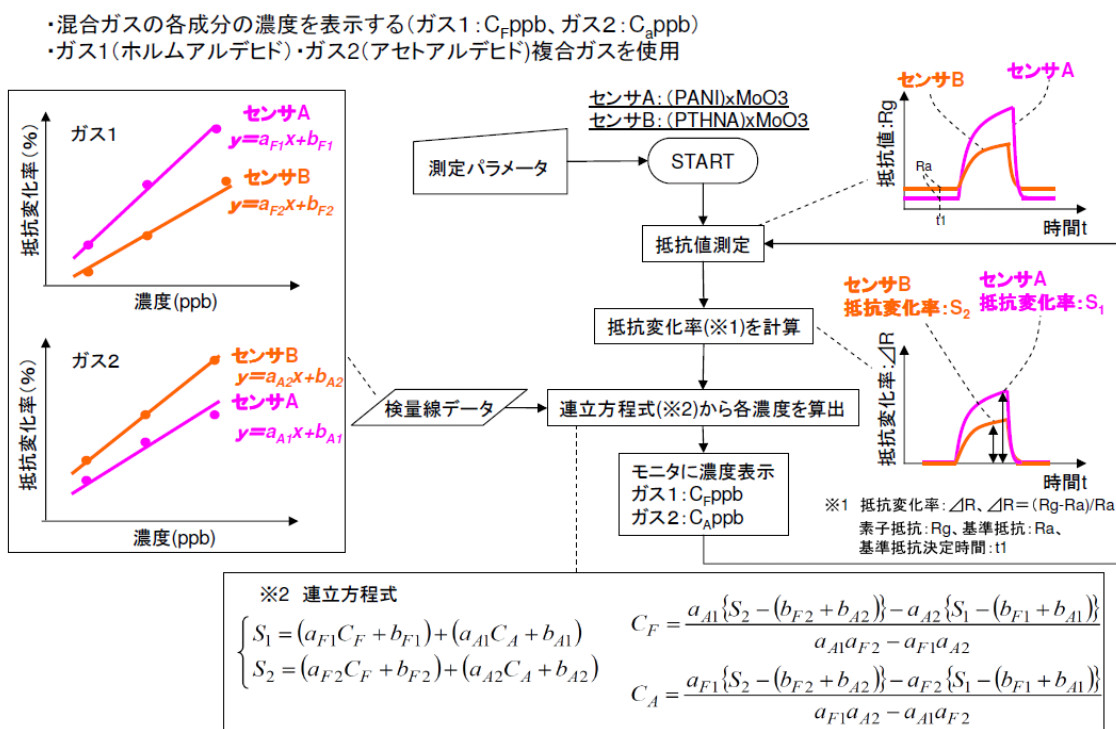 ・混合ガスの各成分の濃度を表示する(ガス1:CFppb、ガス2:Cappb)
・ガス1(ホルムアルデヒド)・ガス2(アセトアルデヒド)複合ガスを使用
ガス1
センサA
y=aF1x+bF1
センサB
y=aF2x+bF2
抵抗変化率(%)
濃度(ppb)
ガス2
センサB
y=aA2x+bA2
センサA
y=aA1x+bA1
抵抗変化率(%)
濃度(ppb)
センサA:(PANI)xMoO3
センサB:(PTHNA)xMoO3
測定パラメータ
START
抵抗値測定
抵抗変化率(※1)を計算
検量線データ
連立方程式(※2)から各濃度を算出
モニタに濃度表示
ガス1:CFppb
ガス2:CAppb
センサA
センサB
抵抗値:Rg
Ra
t1
時間t
センサA
抵抗変化率:S1
センサB
抵抗変化率:S2
抵抗変化率:⊿R
時間t
※1 抵抗変化率:⊿R、⊿R=(Rg-Ra)/Ra
素子抵抗:Rg、基準抵抗:Ra、
基準抵抗決定時間:t1
※2 連立方程式
S1=(aF1CF+bF1)+(aA1CA+bA1)
S2=(aF2CF+bF2)+(aA2CA+bA2)
CF=aA1{S2−(bF2+bA2)}−aA2{S1−(bF1+bA1)}
aA1aF2−aF1aA2
CA=aF1{S2−(bF2+bA2)}−aF2{S1−(bF1+bA1)}
aF1aA2−aA1aF2